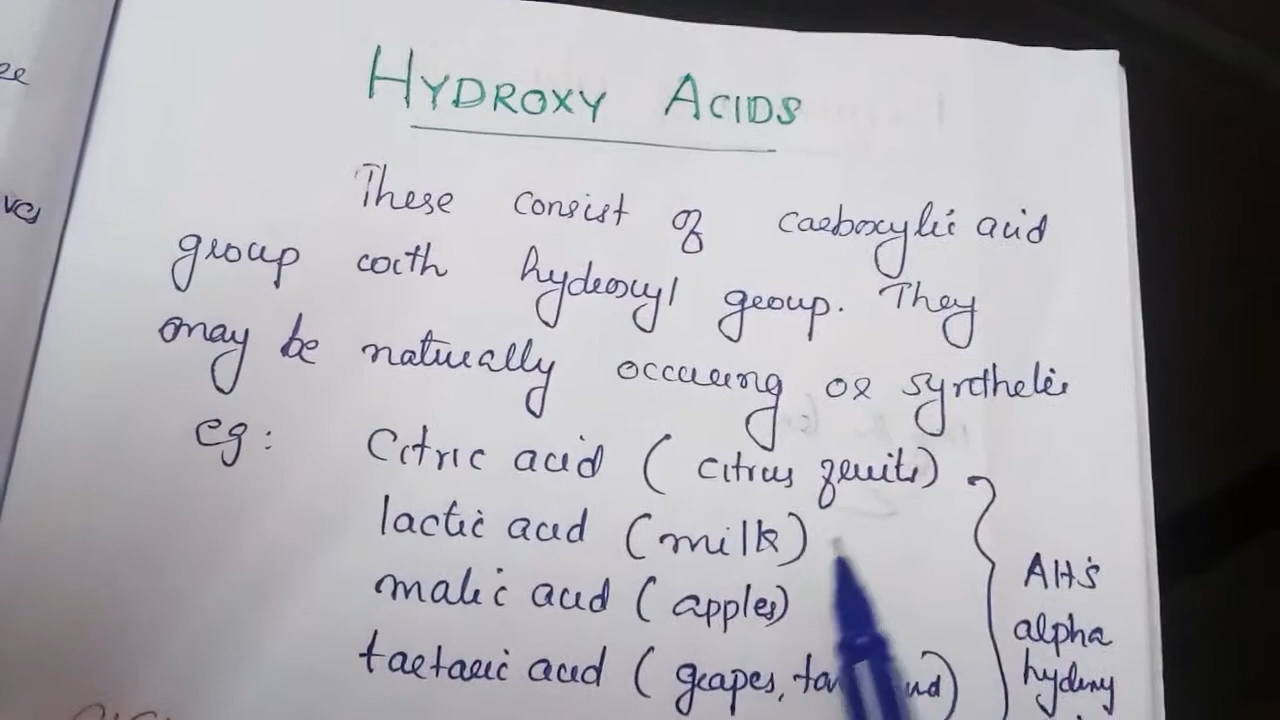 HYDROXY ACIDS
These consist of carboxylic acid
group with hydroxyl group. They
may be naturally occuring or synthetic
eg: Citric acid ( citrus fruits)
lactic acid (milk)
malic acid ( apples)
tartaric acid ( grapes,
AHS
alpha
hydroxy